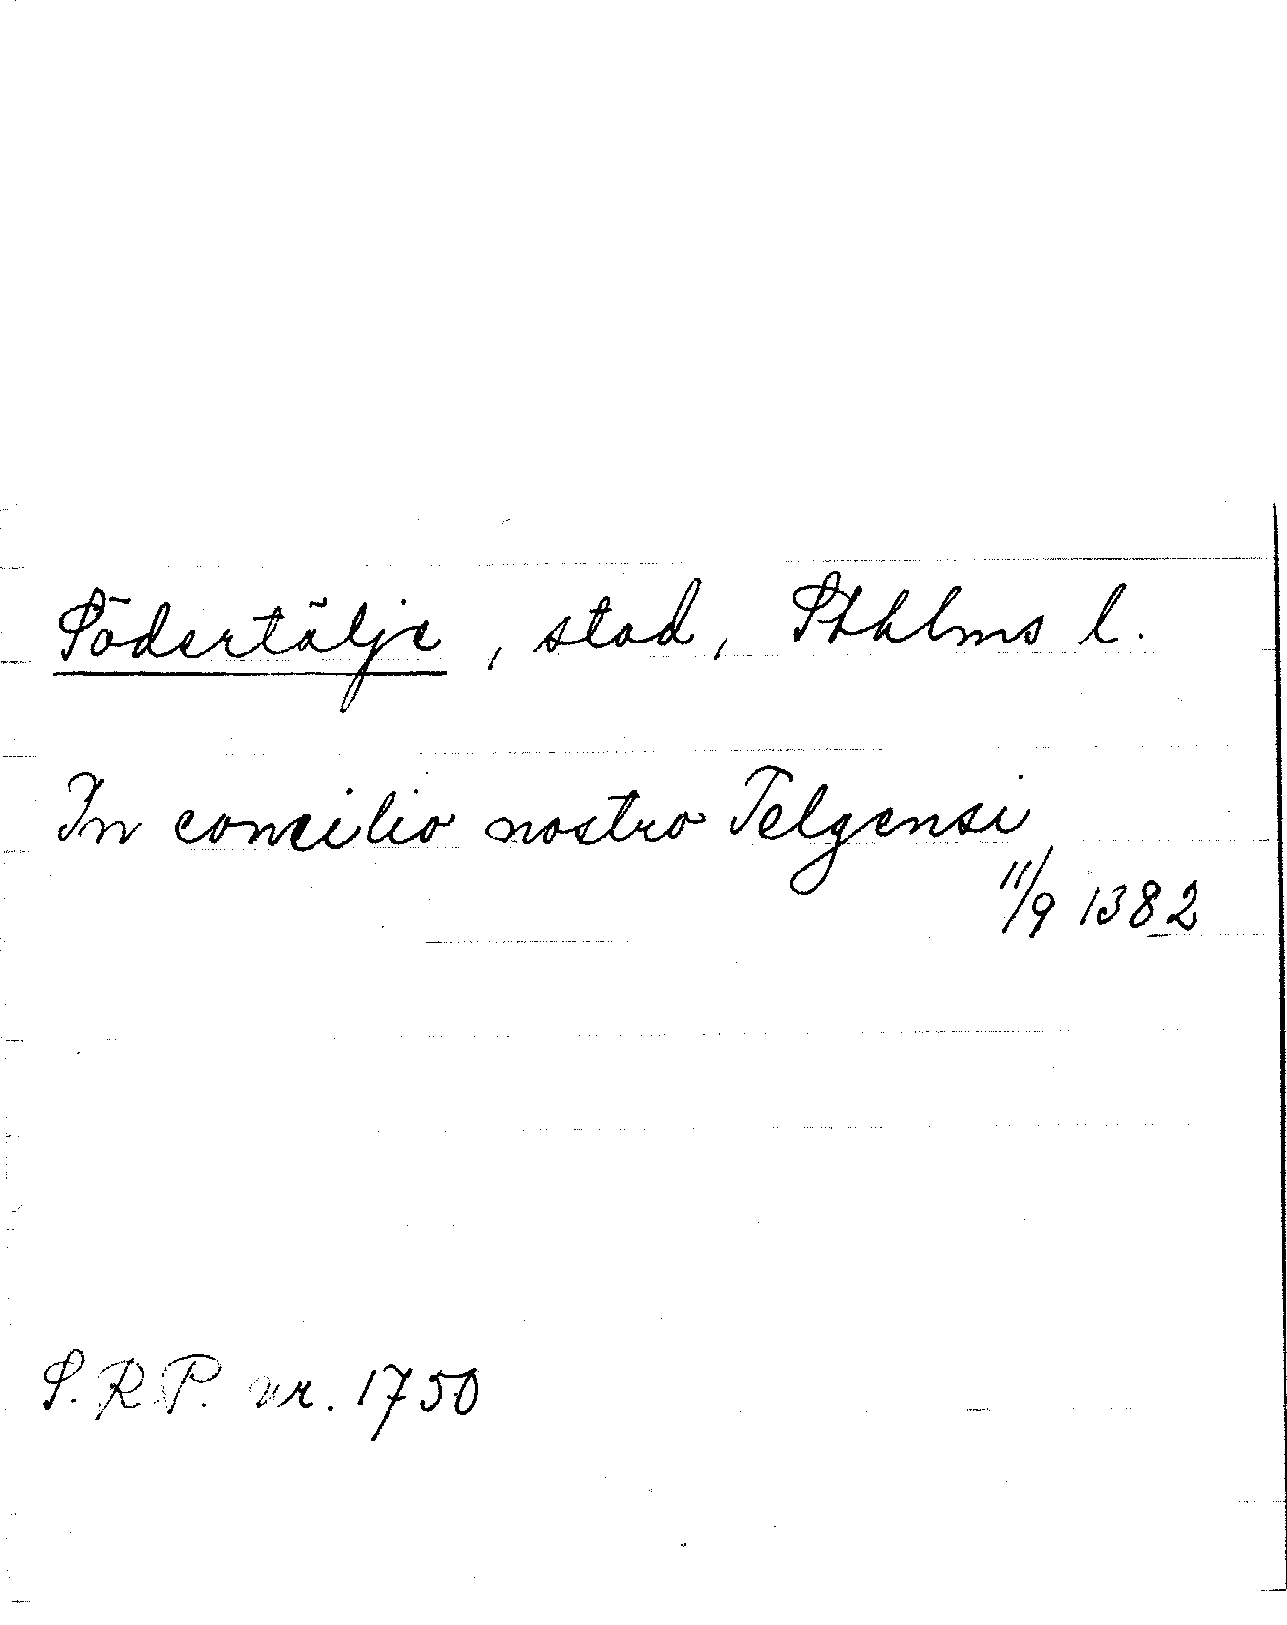 Södertälje, stad, Sthlms l.
In concilio nostro Telgensi
11/9 1382
S.R.P. nr. 1750